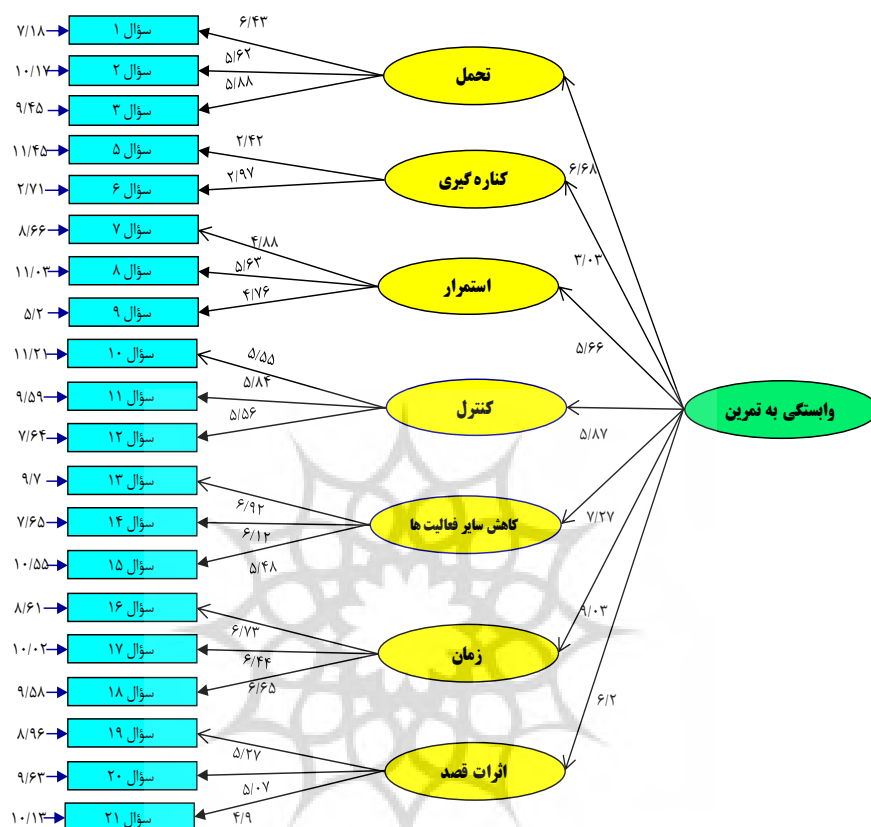 وابستگی به تمرین
۶/۶۸
۳/۰۳
۵/۶۶
۵/۸۷
۷/۲۷
۹/۰۳
۶/۲
تحمل
۶/۴۳
سؤال ۱
۷/۱۸
۵/۶۲
سؤال ۲
۱۰/۱۷
۵/۸۸
سؤال ۳
۹/۴۵
کناره گیری
۲/۴۲
سؤال ۵
۱۱/۴۵
۲/۹۷
سؤال ۶
۲/۷۱
استمرار
۴/۸۸
سؤال ۷
۸/۶۶
۵/۶۳
سؤال ۸
۱۱/۰۳
۴/۷۶
سؤال ۹
۵/۲
کنترل
۵/۵۵
سؤال ۱۰
۱۱/۲۱
۵/۸۴
سؤال ۱۱
۹/۵۹
۵/۵۶
سؤال ۱۲
۷/۶۴
کاهش سایر فعالیت ها
۶/۹۲
سؤال ۱۳
۹/۷
۶/۱۲
سؤال ۱۴
۷/۶۵
۵/۴۸
سؤال ۱۵
۱۰/۵۵
زمان
۶/۷۳
سؤال ۱۶
۸/۶۱
۶/۴۴
سؤال ۱۷
۱۰/۰۲
۶/۶۵
سؤال ۱۸
۹/۵۸
اثرات قصد
۵/۲۷
سؤال ۱۹
۸/۹۶
۵/۰۷
سؤال ۲۰
۹/۶۳
۴/۹
سؤال ۲۱
۱۰/۱۳